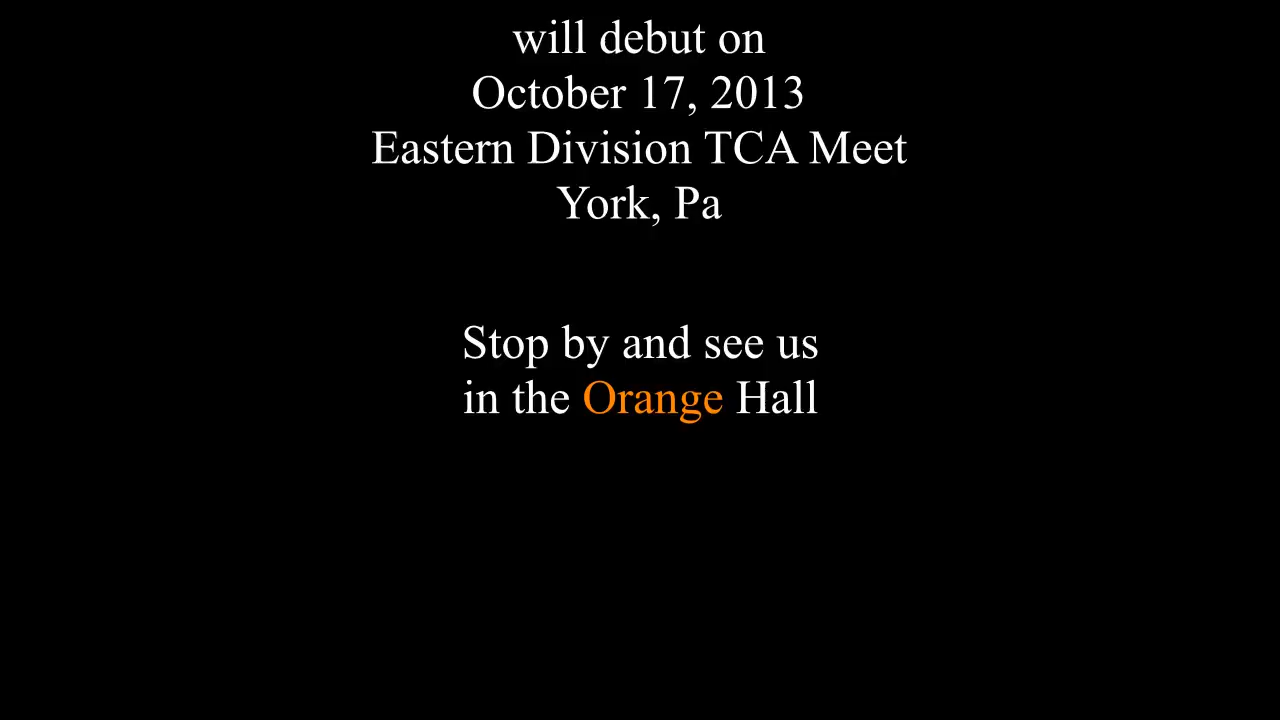 will debut on
October 17, 2013
Eastern Division TCA Meet
York, Pa
Stop by and see us
in the Orange Hall